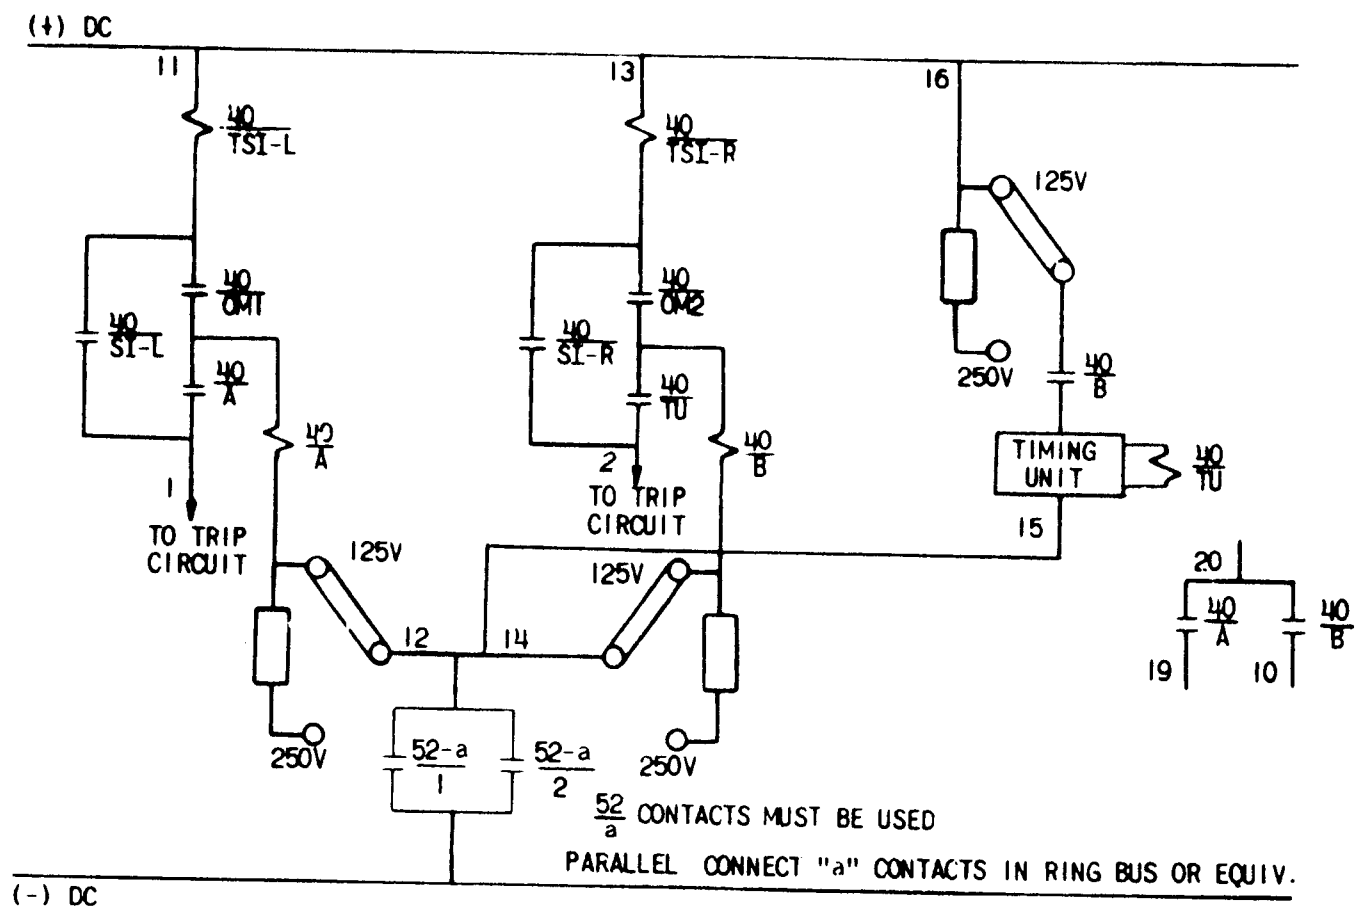 (+) DC
11
13
16
40
TSI-L
40
TSI-R
125V
40
OM1
40
OM2
40
SI-L
40
SI-R
40
A
40
TU
250V
40
B
40
A
40
B
TIMING
UNIT
40
TU
1
2
TO TRIP
CIRCUIT
TO TRIP
CIRCUIT
15
125V
125V
20
40
A
40
B
12
14
19
10
250V
250V
52-a
1
52-a
2
52
a
CONTACTS MUST BE USED
PARALLEL CONNECT "a" CONTACTS IN RING BUS OR EQUIV.
(-) DC